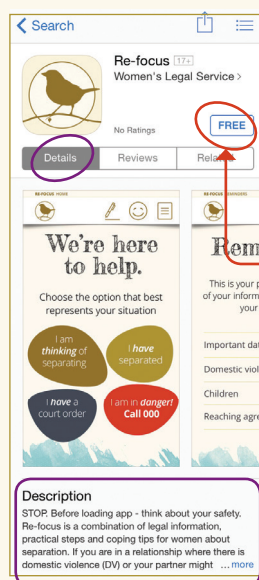 Search
Re-focus 17+
Women's Legal Service >
No Ratings
FREE
Details
Reviews
RE-FOCUS HOME
We're here
to help.
Choose the option that best
represents your situation
I am
thinking of
separating
I have
separated
I have a
court order
I am in danger!
Call 000
RE-FOCUS REMINDERS
This is your
of your inform
your
Important dat
Domestic viol
Children
Reaching agre
Description
STOP. Before loading app - think about your safety.
Re-focus is a combination of legal information,
practical steps and coping tips for women about
separation. If you are in a relationship where there is
domestic violence (DV) or your partner might ...more